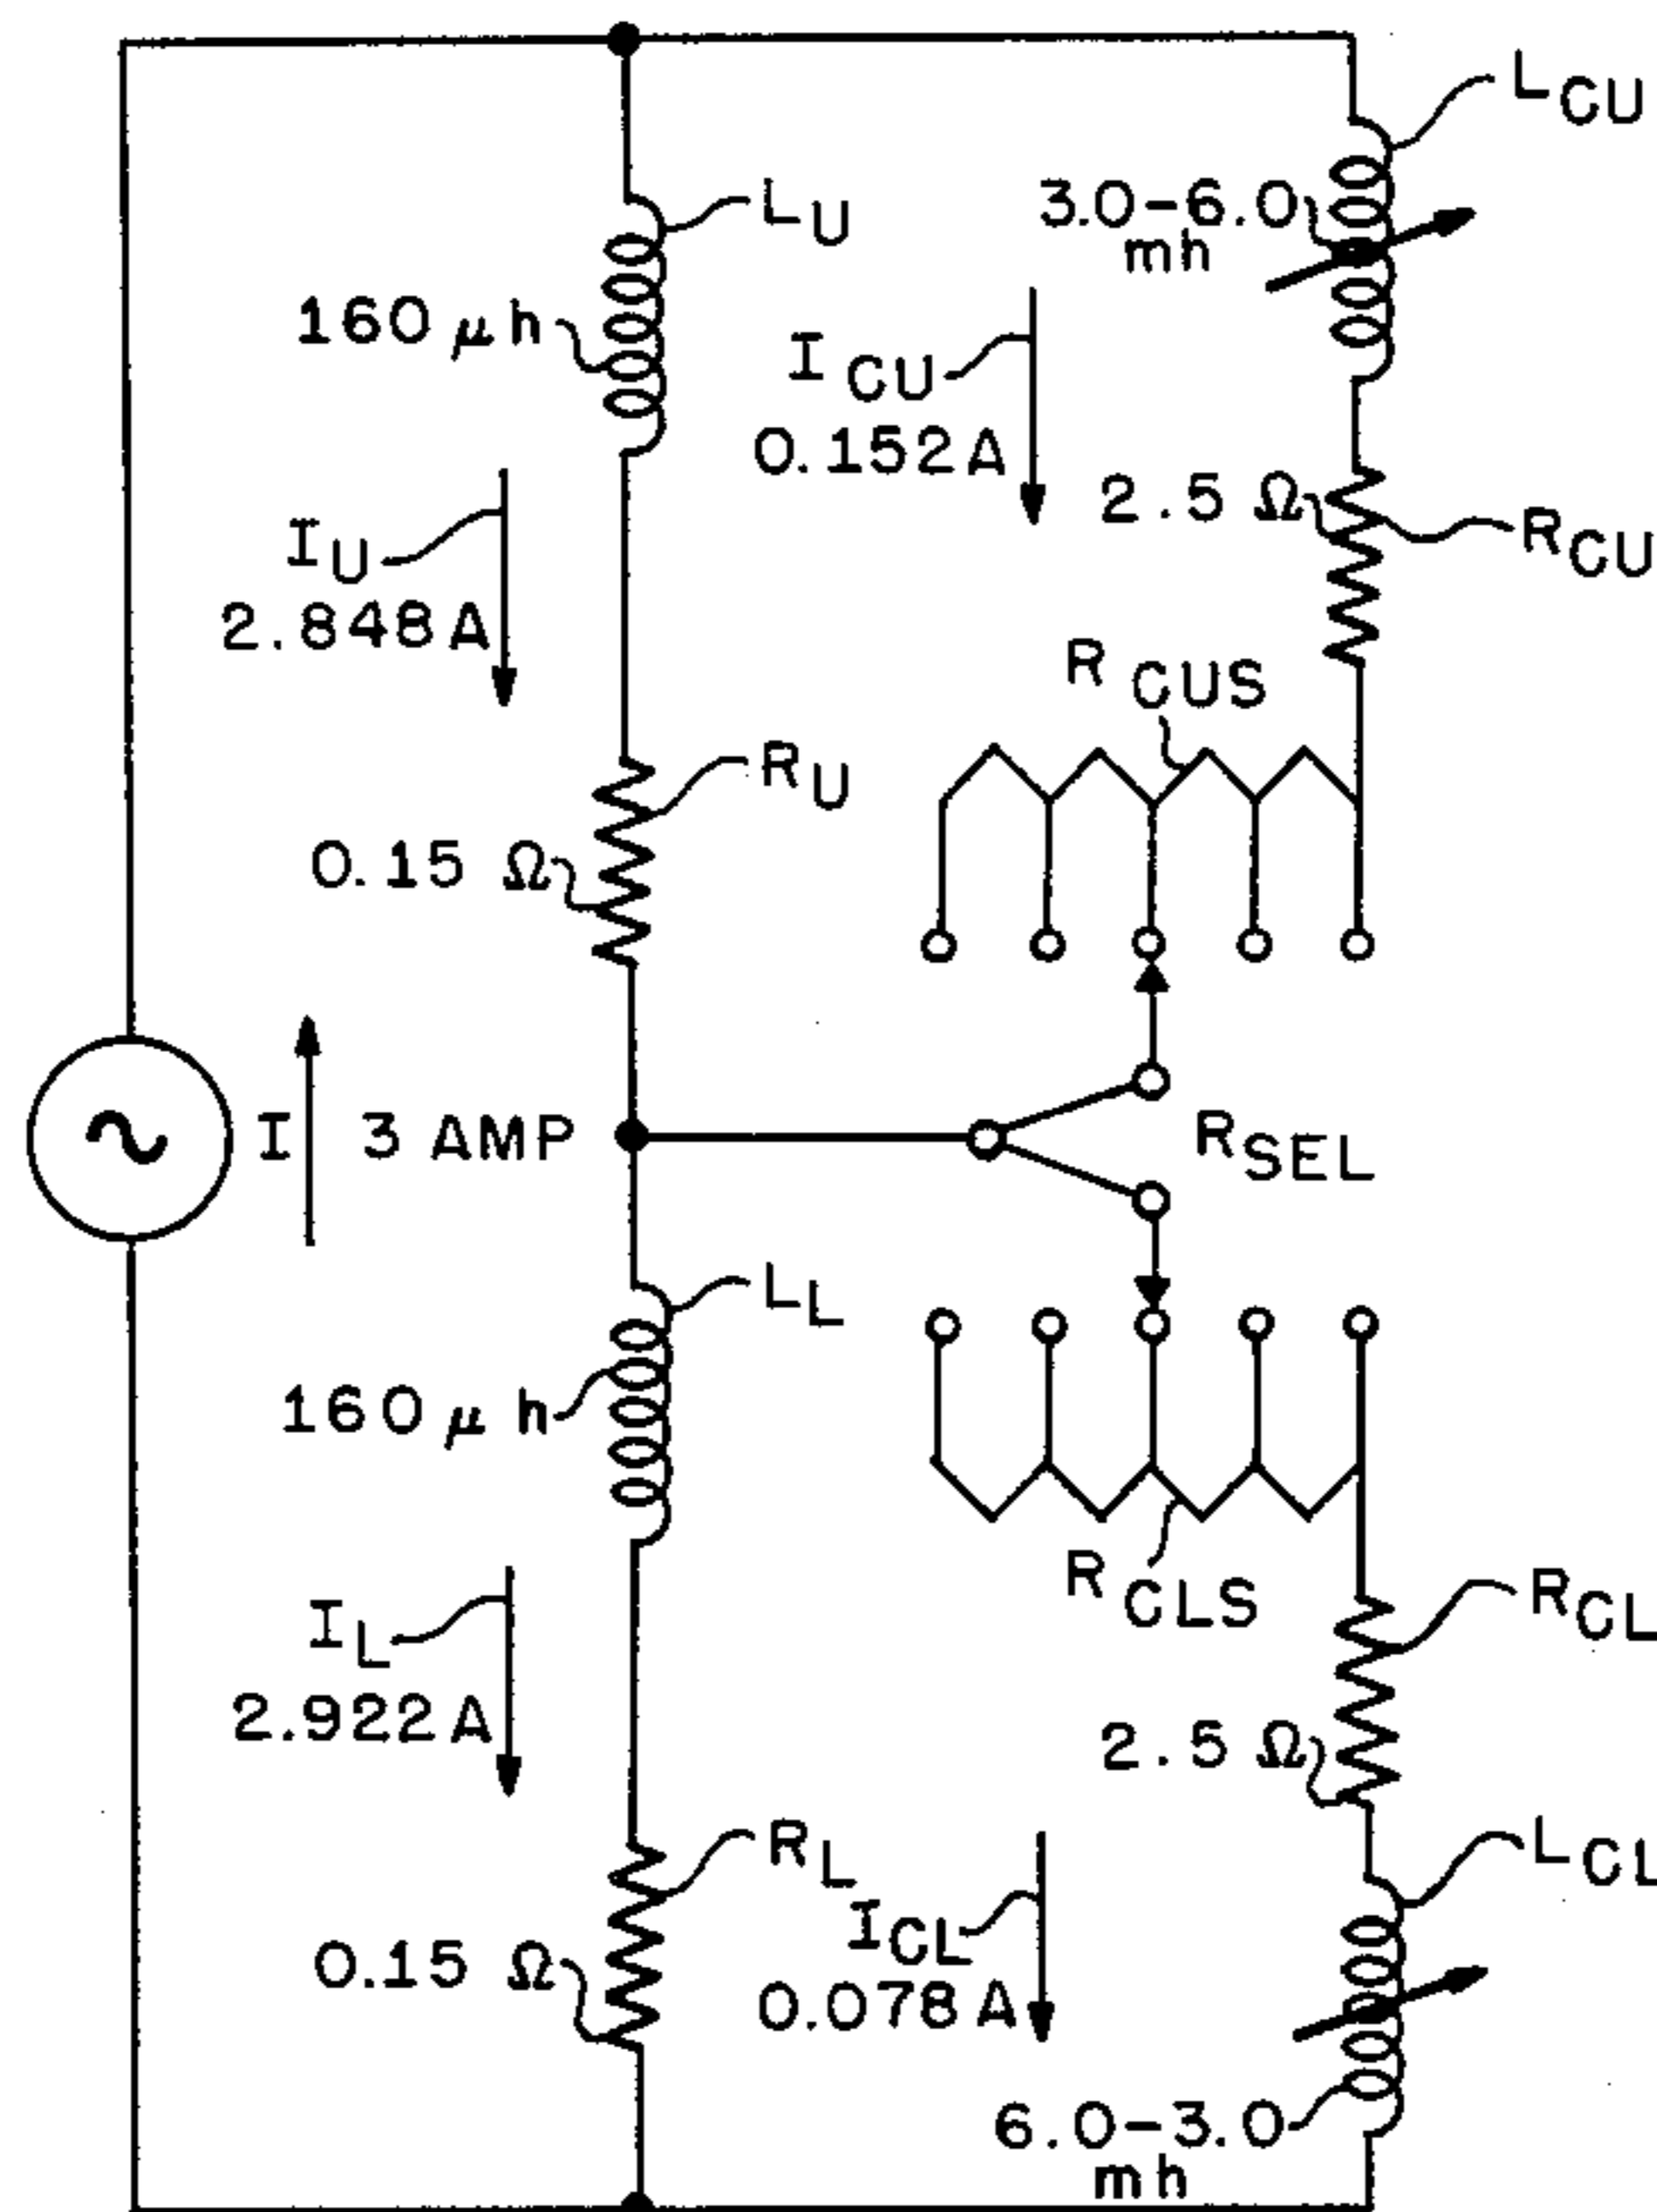 L_CU
L_U
3.0-6.0
mh
160 μh
I_CU
0.152A
2.5 Ω
R_CU
I_U
2.848A
R_CUS
R_U
0.15 Ω
I 3 AMP
R_SEL
L_L
160 μh
R_CLS
R_CL
I_L
2.922A
2.5 Ω
R_L
L_CL
I_CL
0.078A
0.15 Ω
6.0-3.0
mh